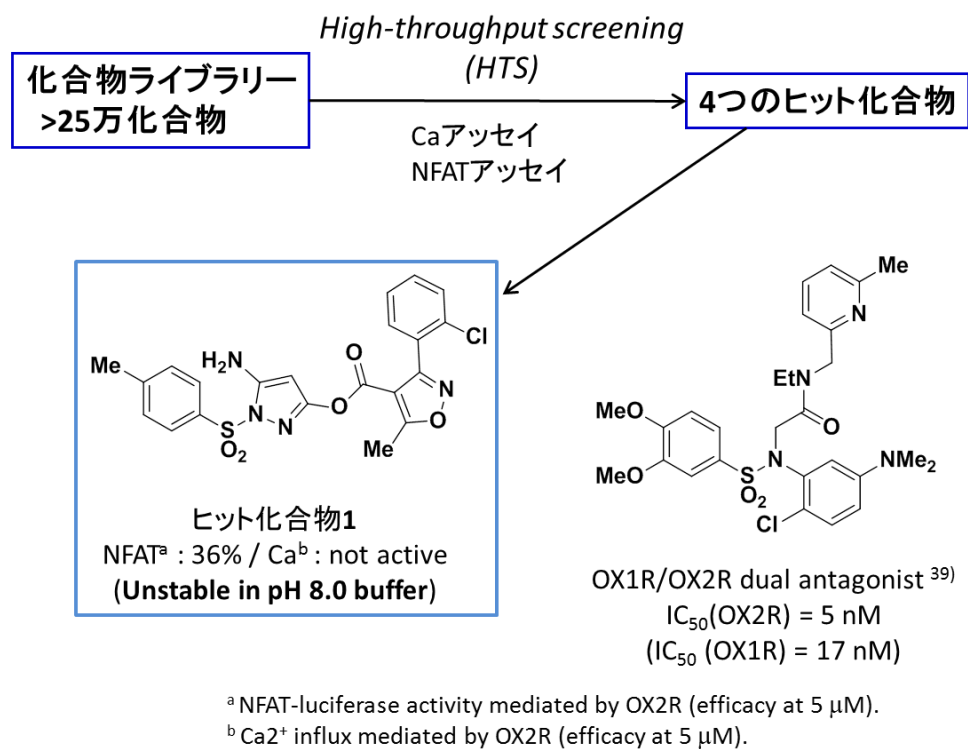 High-throughput screening
(HTS)
化合物ライブラリー
>25万化合物
4つのヒット化合物
Caアッセイ
NFATアッセイ
Me
H₂N
N
N
S
O₂
O
O
Cl
N
O
Me
ヒット化合物1
NFATᵃ : 36% / Caᵇ : not active
(Unstable in pH 8.0 buffer)
Me
N
EtN
O
MeO
MeO
S
O₂
N
NMe₂
Cl
OX1R/OX2R dual antagonist ³⁹⁾
IC₅₀(OX2R) = 5 nM
(IC₅₀ (OX1R) = 17 nM)
ᵃ NFAT-luciferase activity mediated by OX2R (efficacy at 5 μM).
ᵇ Ca2⁺ influx mediated by OX2R (efficacy at 5 μM).